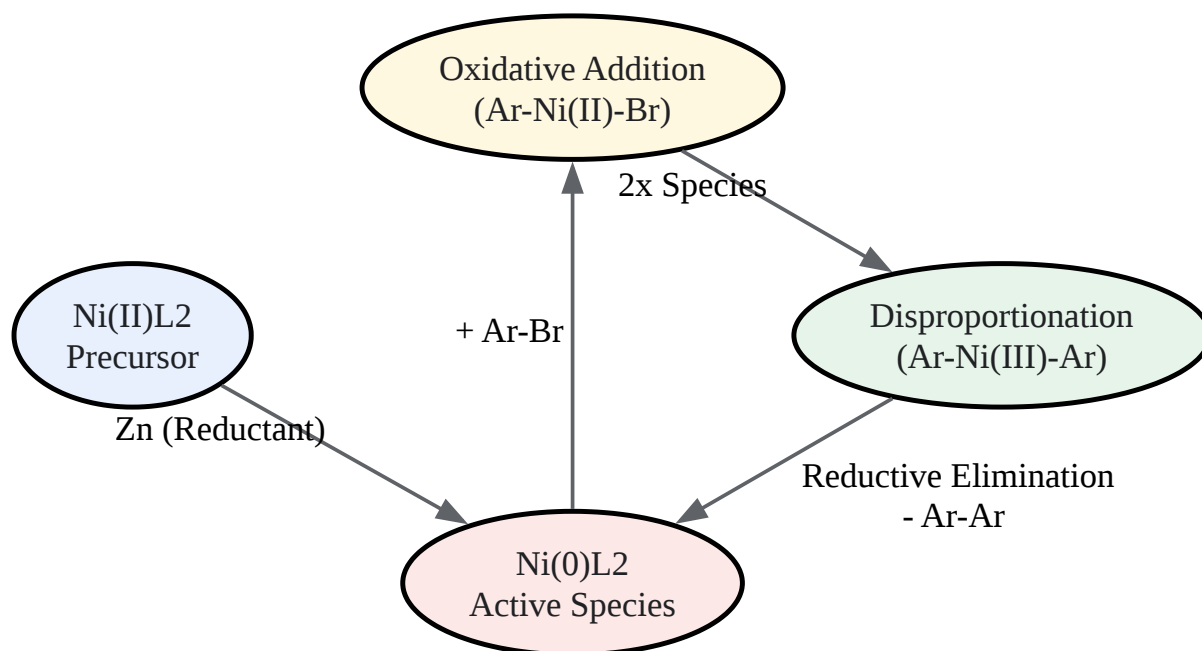 Oxidative Addition
(Ar-Ni(II)-Br)
2x Species
Ni(II)L2
Precursor
+ Ar-Br
Disproportionation
(Ar-Ni(III)-Ar)
Zn (Reductant)
Reductive Elimination
- Ar-Ar
Ni(0)L2
Active Species